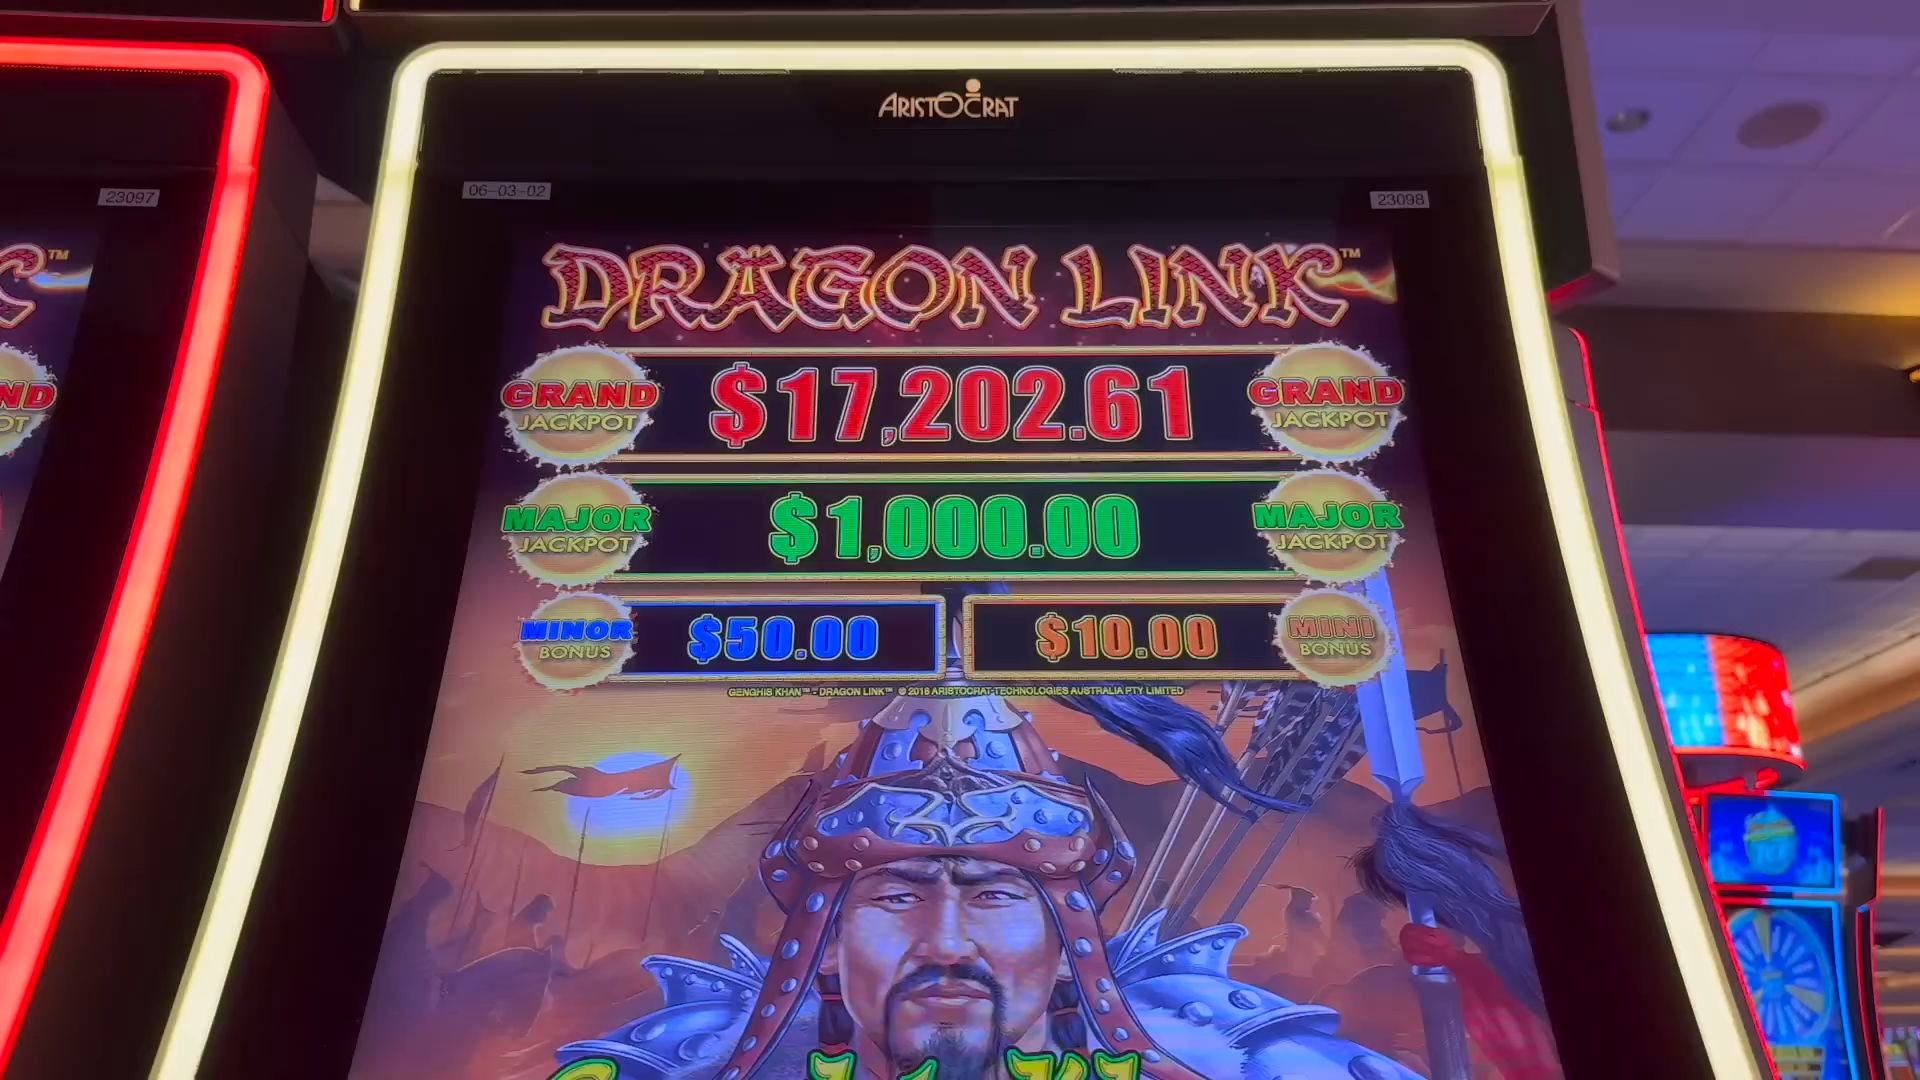 ARISTOCRAT
23097
06-03-02
23098
DRAGON LINK™
GRAND JACKPOT
$17,202.61
GRAND JACKPOT
MAJOR JACKPOT
$1,000.00
MAJOR JACKPOT
MINOR BONUS
$50.00
$10.00
MINI BONUS
GENGHIS KHAN™ - DRAGON LINK™ © 2018 ARISTOCRAT TECHNOLOGIES AUSTRALIA PTY LIMITED